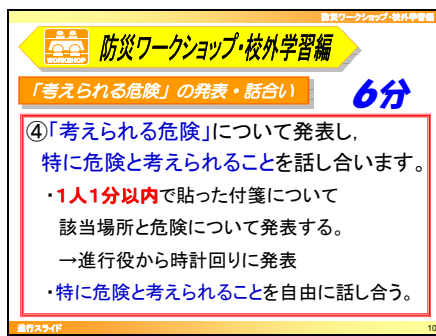 防災ワークショップ・校外学習編
WORKSHOP
防災ワークショップ・校外学習編
「考えられる危険」の発表・話合い
6分
④「考えられる危険」について発表し,
特に危険と考えられることを話し合います。
・1人1分以内で貼った付箋について
該当場所と危険について発表する。
→進行役から時計回りに発表
・特に危険と考えられることを自由に話し合う。
進行スライド
10